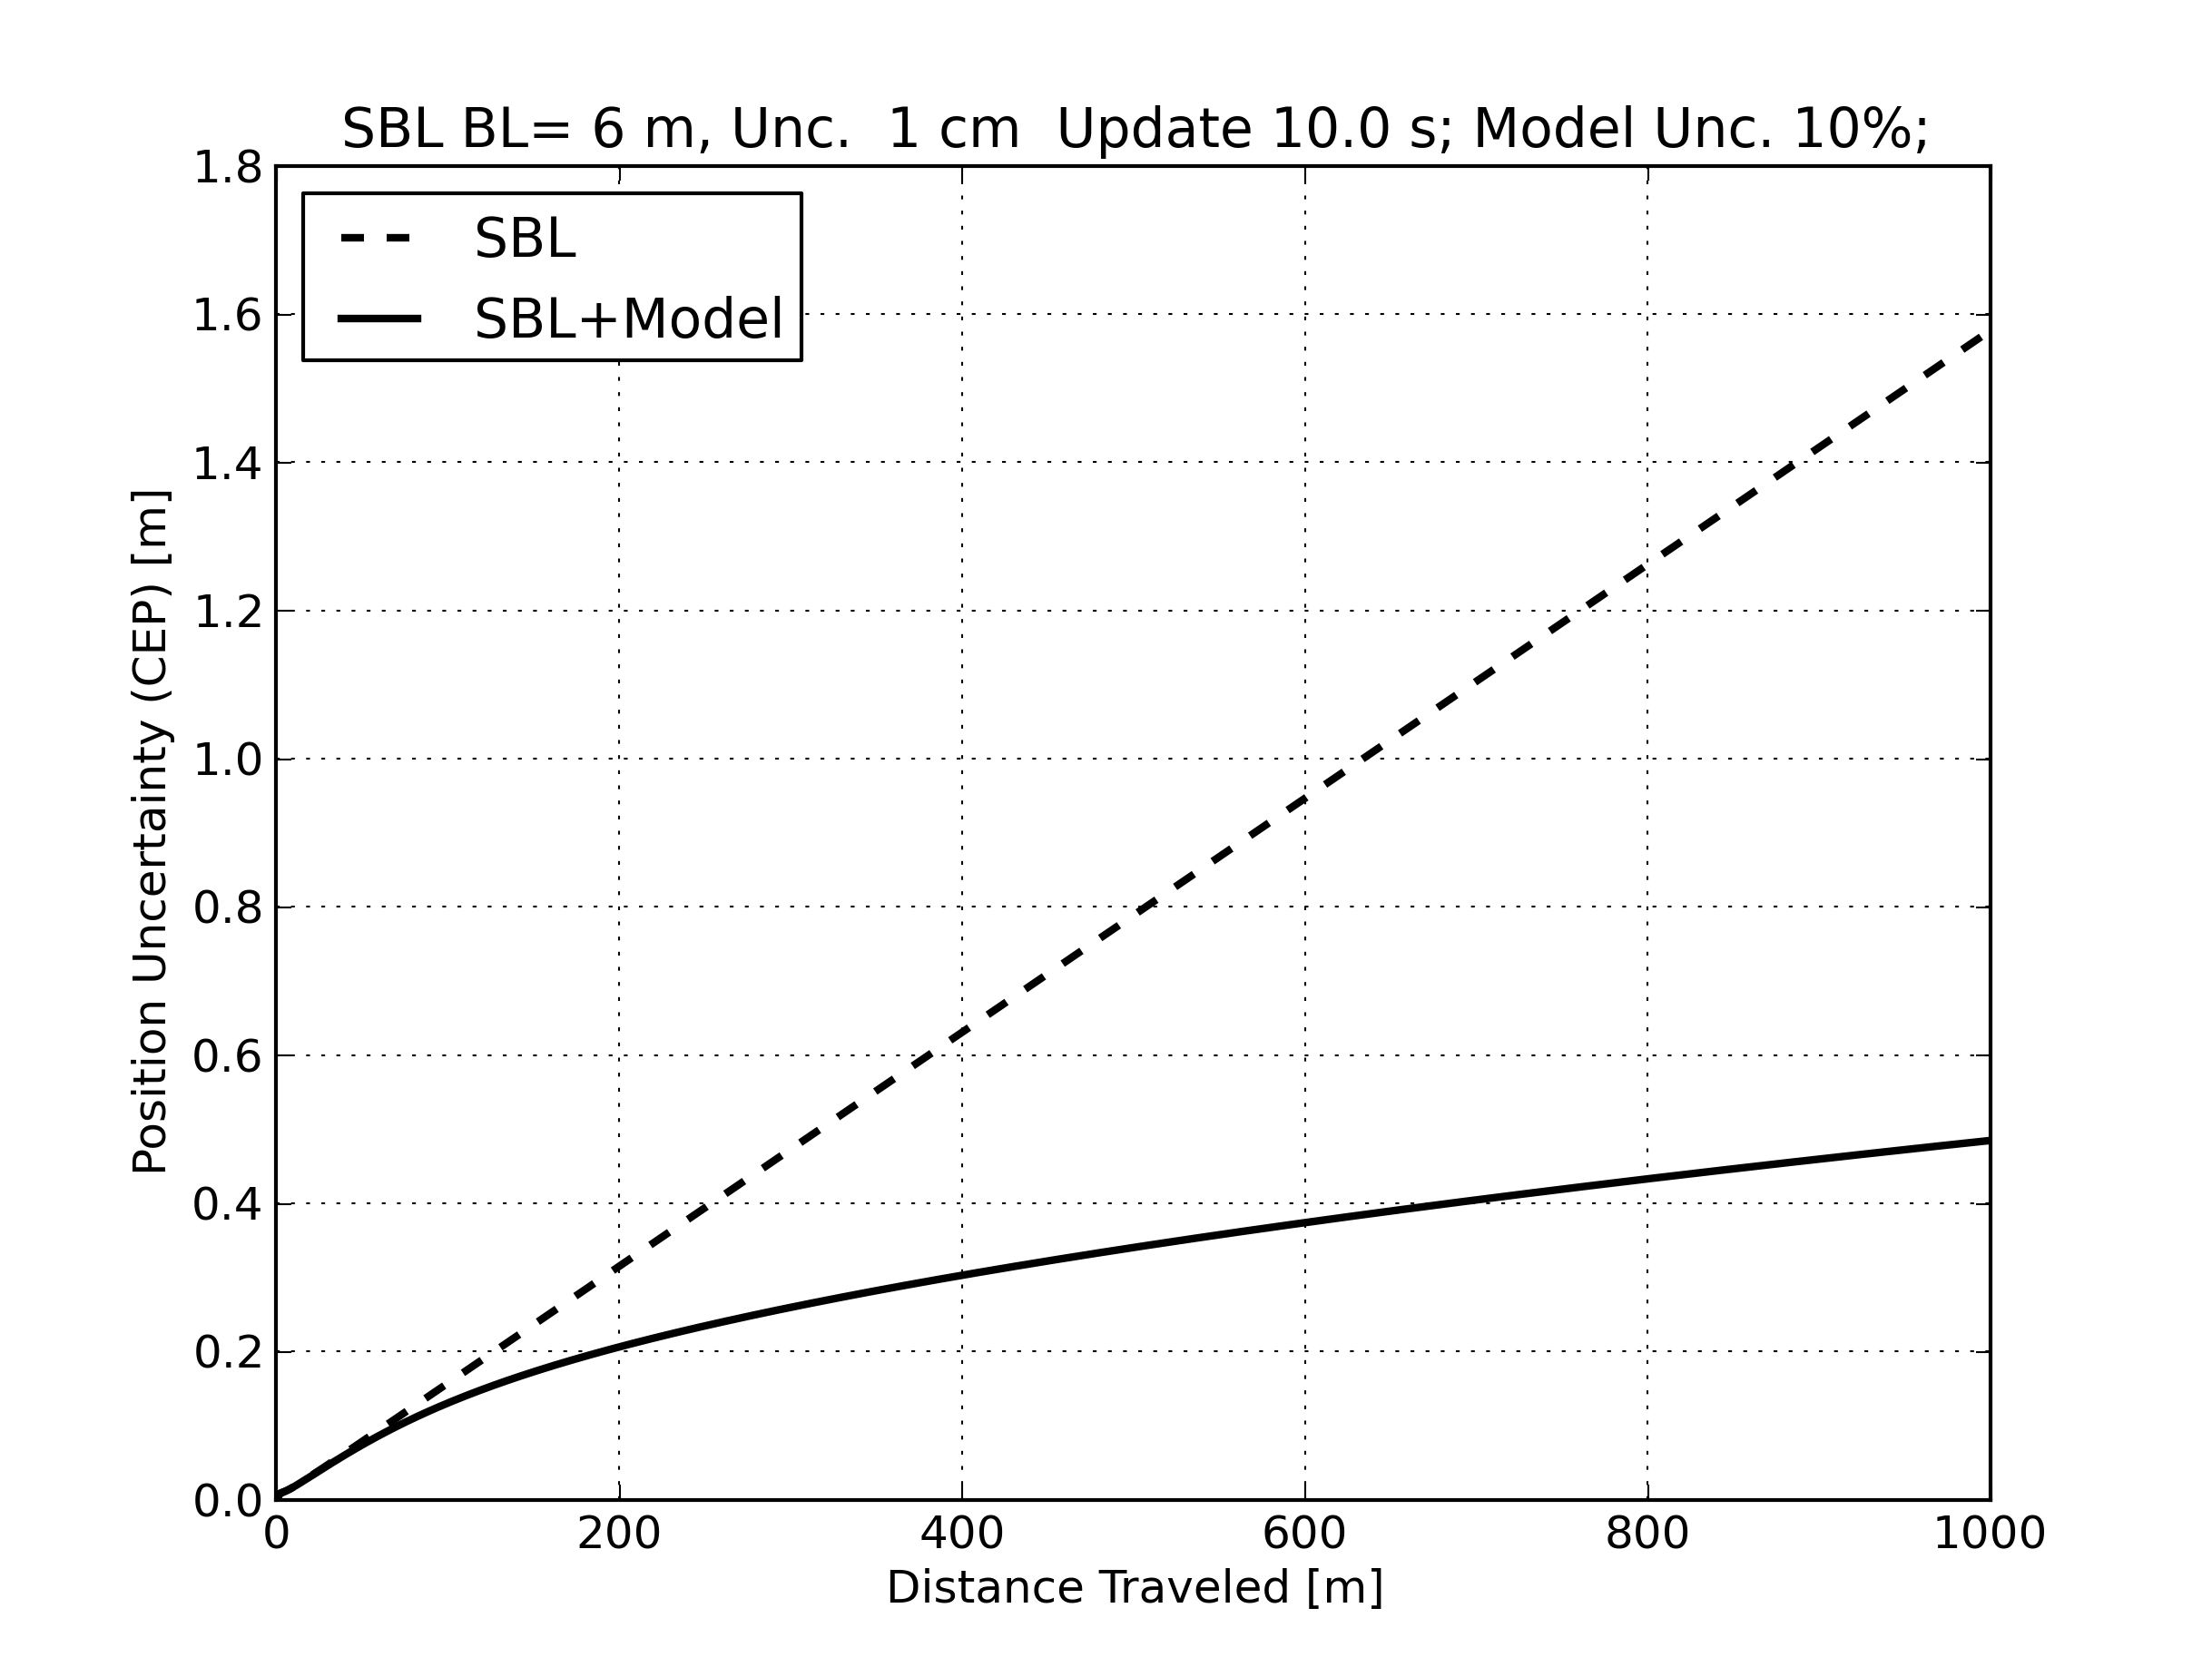 SBL BL= 6 m, Unc.  1 cm  Update 10.0 s; Model Unc. 10%;
SBL
SBL+Model
1.8
1.6
1.4
1.2
1.0
0.8
0.6
0.4
0.2
0.0
Position Uncertainty (CEP) [m]
0 200 400 600 800 1000
Distance Traveled [m]